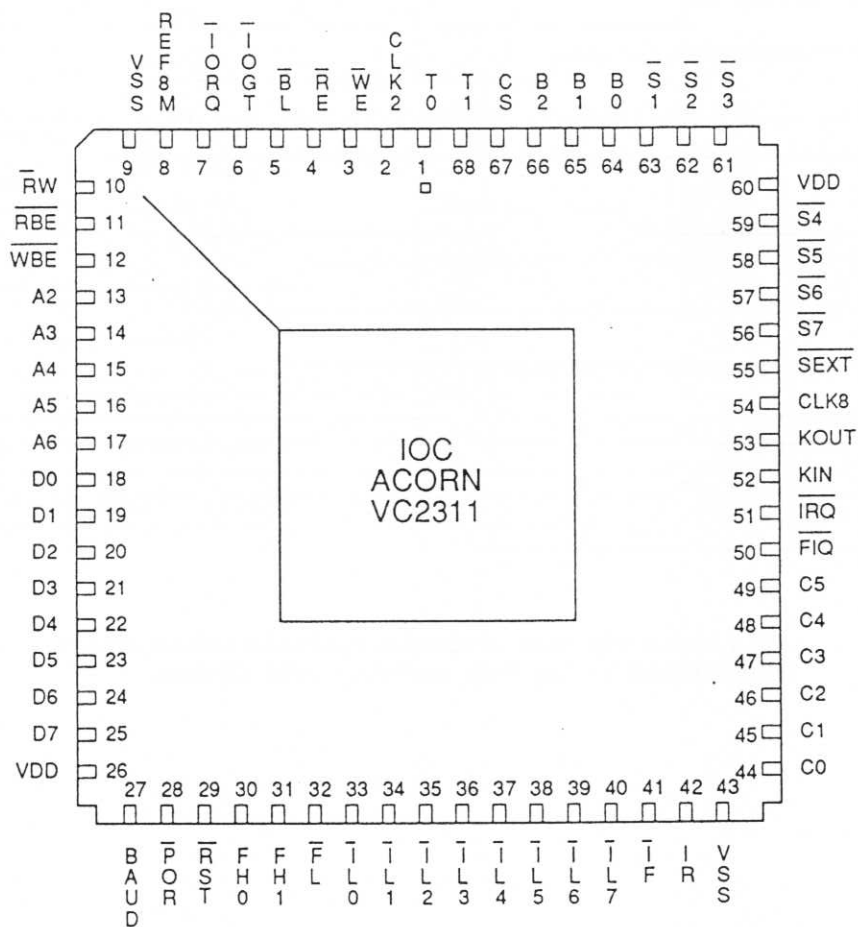 VSS REF8M IORQ IOGT BL RE WE CLK2 T0 T1 CS B2 B1 B0 S1 S2 S3
9 8 7 6 5 4 3 2 1 68 67 66 65 64 63 62 61
RW 10
RBE 11
WBE 12
A2 13
A3 14
A4 15
A5 16
A6 17
D0 18
D1 19
D2 20
D3 21
D4 22
D5 23
D6 24
D7 25
VDD 26
IOC
ACORN
VC2311
60 VDD
59 S4
58 S5
57 S6
56 S7
55 SEXT
54 CLK8
53 KOUT
52 KIN
51 IRQ
50 FIQ
49 C5
48 C4
47 C3
46 C2
45 C1
44 C0
27 28 29 30 31 32 33 34 35 36 37 38 39 40 41 42 43
BAUD POR RST FH0 FH1 FL IL0 IL1 IL2 IL3 IL4 IL5 IL6 IL7 IF IR VSS